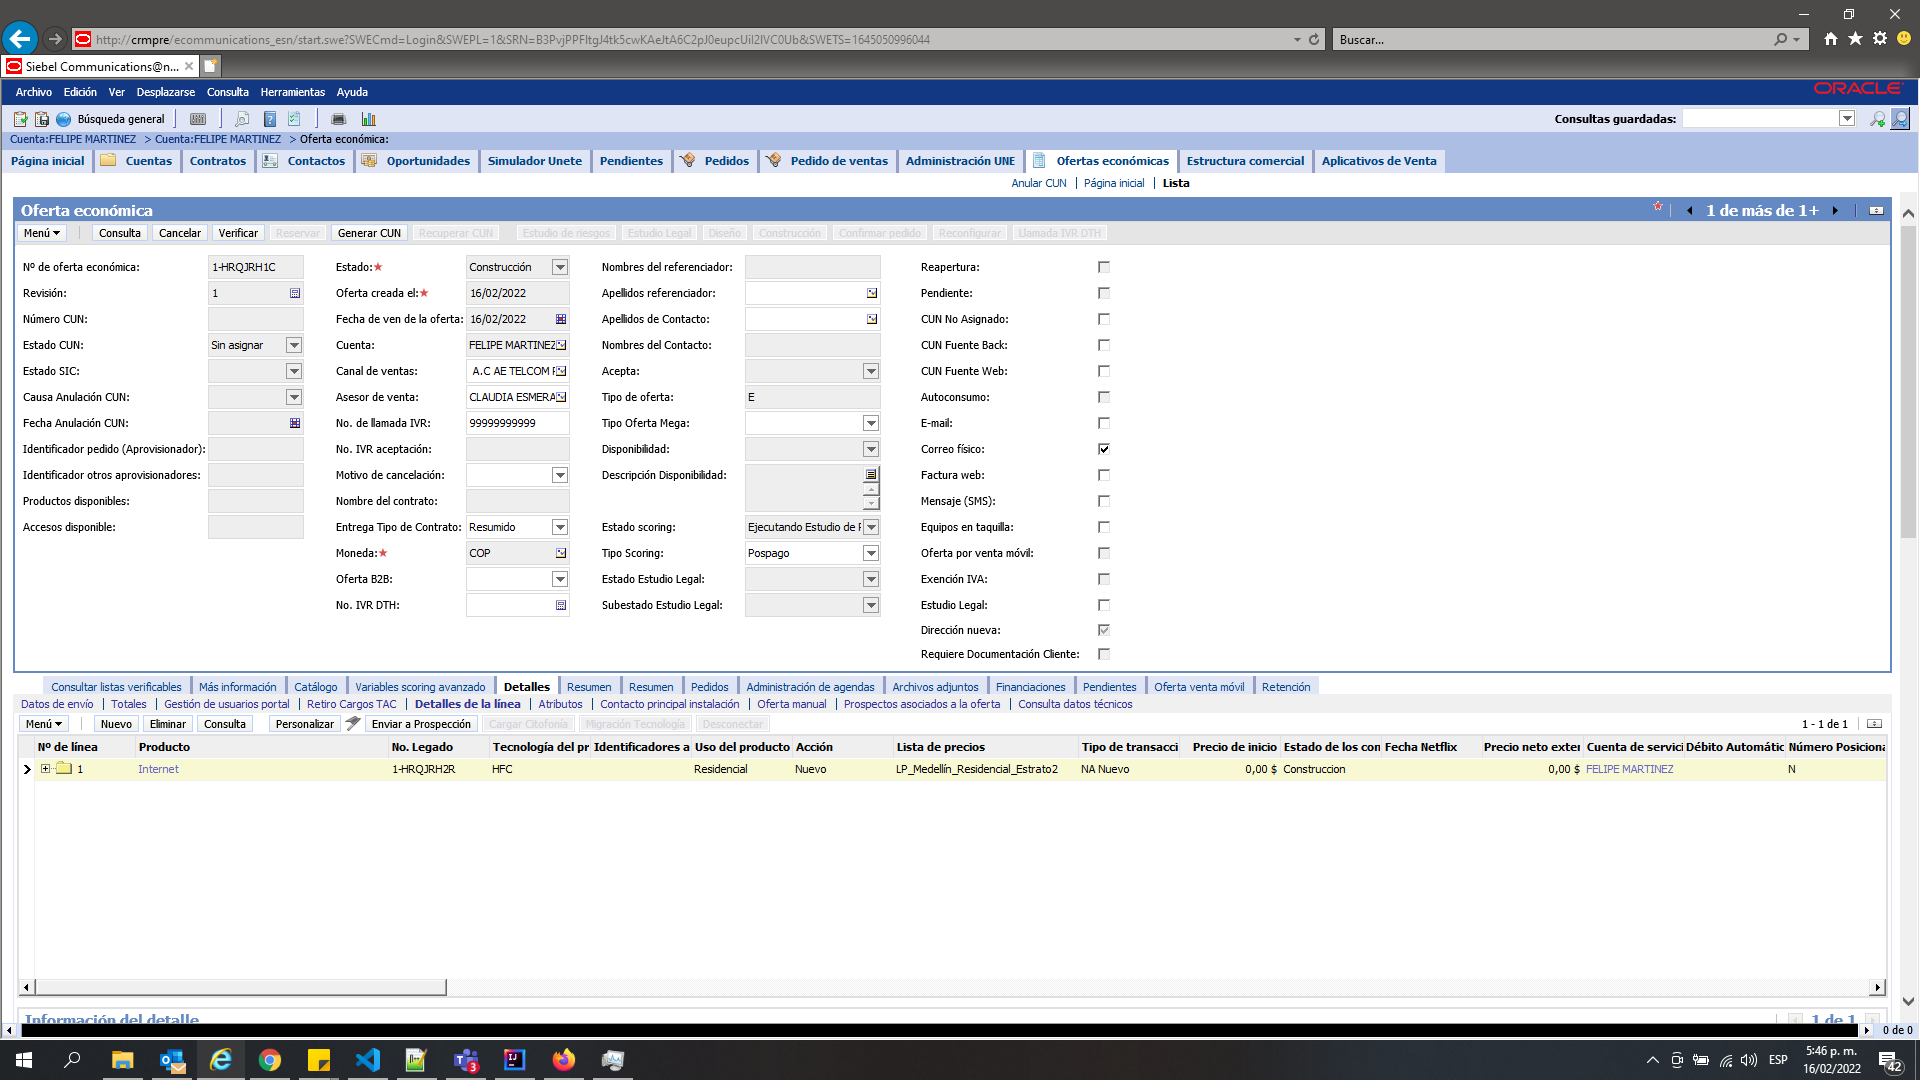 http://crmpre/ecommunications_esn/start.swe?SWECmd=Login&SWEPL=1&SRN=B3PvjPPFItgJ4tk5cwKAeJtA6C2pJ0eupcUil2IVC0Ub&SWETS=1645050996044
Buscar...
Siebel Communications@n...
Archivo Edición Ver Desplazarse Consulta Herramientas Ayuda
ORACLE
Búsqueda general
Consultas guardadas:
Cuenta:FELIPE MARTINEZ > Cuenta:FELIPE MARTINEZ > Oferta económica:
Página inicial Cuentas Contratos Contactos Oportunidades Simulador Unete Pendientes Pedidos Pedido de ventas Administración UNE Ofertas económicas Estructura comercial Aplicativos de Venta
Anular CUN | Página inicial | Lista
Oferta económica
1 de más de 1+
Menú Consulta Cancelar Verificar Reservar Generar CUN Recuperar CUN Estudio de riesgos Estudio Legal Diseño Construcción Confirmar pedido Reconfigurar Llamada IVR DTH
Nº de oferta económica: 1-HRQJRH1C Estado:★ Construcción Nombres del referenciador: Reapertura:
Revisión: 1 Oferta creada el:★ 16/02/2022 Apellidos referenciador: Pendiente:
Número CUN: Fecha de ven de la oferta: 16/02/2022 Apellidos de Contacto: CUN No Asignado:
Estado CUN: Sin asignar Cuenta: FELIPE MARTINEZ Nombres del Contacto: CUN Fuente Back:
Estado SIC: Canal de ventas: A.C AE TELCOM Acepta: CUN Fuente Web:
Causa Anulación CUN: Asesor de venta: CLAUDIA ESMERA Tipo de oferta: E Autoconsumo:
Fecha Anulación CUN: No. de llamada IVR: 99999999999 Tipo Oferta Mega: E-mail:
Identificador pedido (Aprovisionador): No. IVR aceptación: Disponibilidad: Correo físico:
Identificador otros aprovisionadores: Motivo de cancelación: Descripción Disponibilidad: Factura web:
Productos disponibles: Nombre del contrato: Mensaje (SMS):
Accesos disponible: Entrega Tipo de Contrato: Resumido Estado scoring: Ejecutando Estudio de Equipos en taquilla:
Moneda:★ COP Tipo Scoring: Pospago Oferta por venta móvil:
Oferta B2B: Estado Estudio Legal: Exención IVA:
No. IVR DTH: Subestado Estudio Legal: Estudio Legal:
Dirección nueva:
Requiere Documentación Cliente:
Consultar listas verificables Más información Catálogo Variables scoring avanzado Detalles Resumen Resumen Pedidos Administración de agendas Archivos adjuntos Financiaciones Pendientes Oferta venta móvil Retención
Datos de envío | Totales | Gestión de usuarios portal | Retiro Cargos TAC | Detalles de la línea | Atributos | Contacto principal instalación | Oferta manual | Prospectos asociados a la oferta | Consulta datos técnicos
Menú Nuevo Eliminar Consulta Personalizar Enviar a Prospección Cargar Citofonía Migración Tecnología Desconectar
1 - 1 de 1
Nº de línea Producto No. Legado Tecnología del pr Identificadores a Uso del producto Acción Lista de precios Tipo de transacci Precio de inicio Estado de los con Fecha Netflix Precio neto exter Cuenta de servici Débito Automátic Número Posiciona
1 Internet 1-HRQJRH2R HFC Residencial Nuevo LP_Medellín_Residencial_Estrato2 NA Nuevo 0,00 $ Construccion 0,00 $ FELIPE MARTINEZ N
Información del detalle
1 de 1
0 de 0
ESP
5:46 p. m.
16/02/2022
3
42